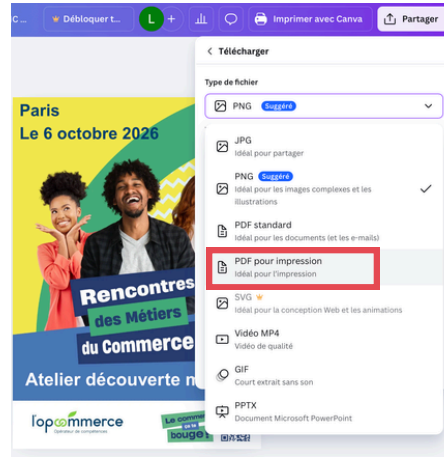 Débloquer t...
L
+
Imprimer avec Canva
Partager
Télécharger
Type de fichier
PNG Suggéré
JPG
Idéal pour partager
PNG Suggéré
Idéal pour les images complexes et les
illustrations
PDF standard
Idéal pour les documents (et les e-mails)
PDF pour impression
Idéal pour l'impression
SVG
Idéal pour la conception Web et les animations
Vidéo MP4
Vidéo de qualité
GIF
Court extrait sans son
PPTX
Document Microsoft PowerPoint
Paris
Le 6 octobre 2026
Rencontres
des Métiers
du Commerce
Atelier découverte
l'opcommerce
Opérateur de compétences
Le comme
ça te
bouge !